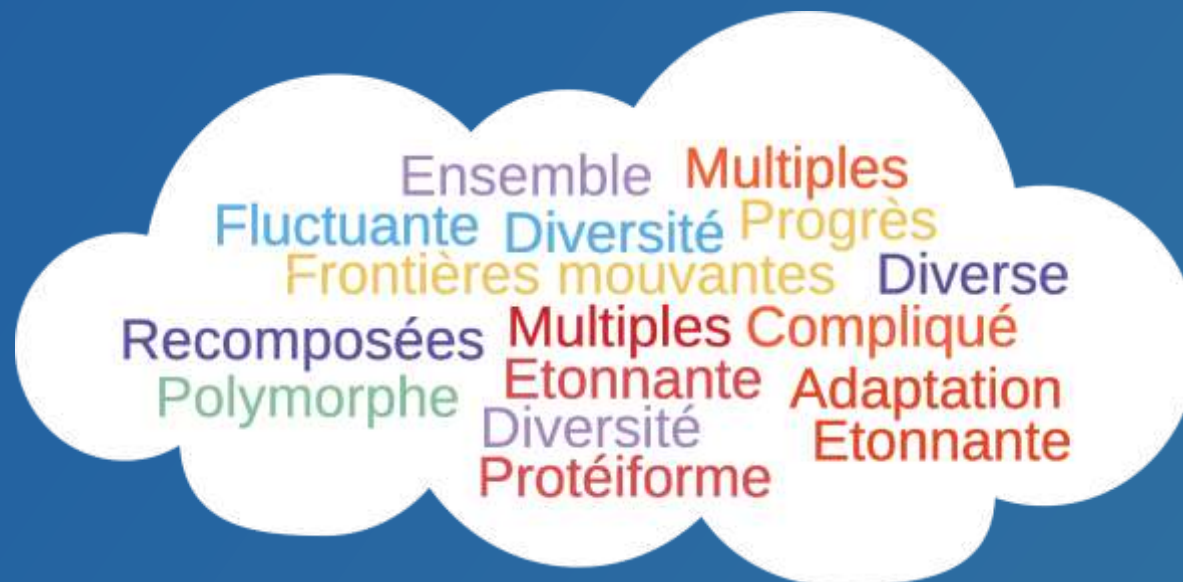 Ensemble Multiples
Fluctuante Diversité Progrès
Frontières mouvantes Diverse
Recomposées Multiples Compliqué
Polymorphe Etonnante Adaptation
Diversité Etonnante
Protéiforme